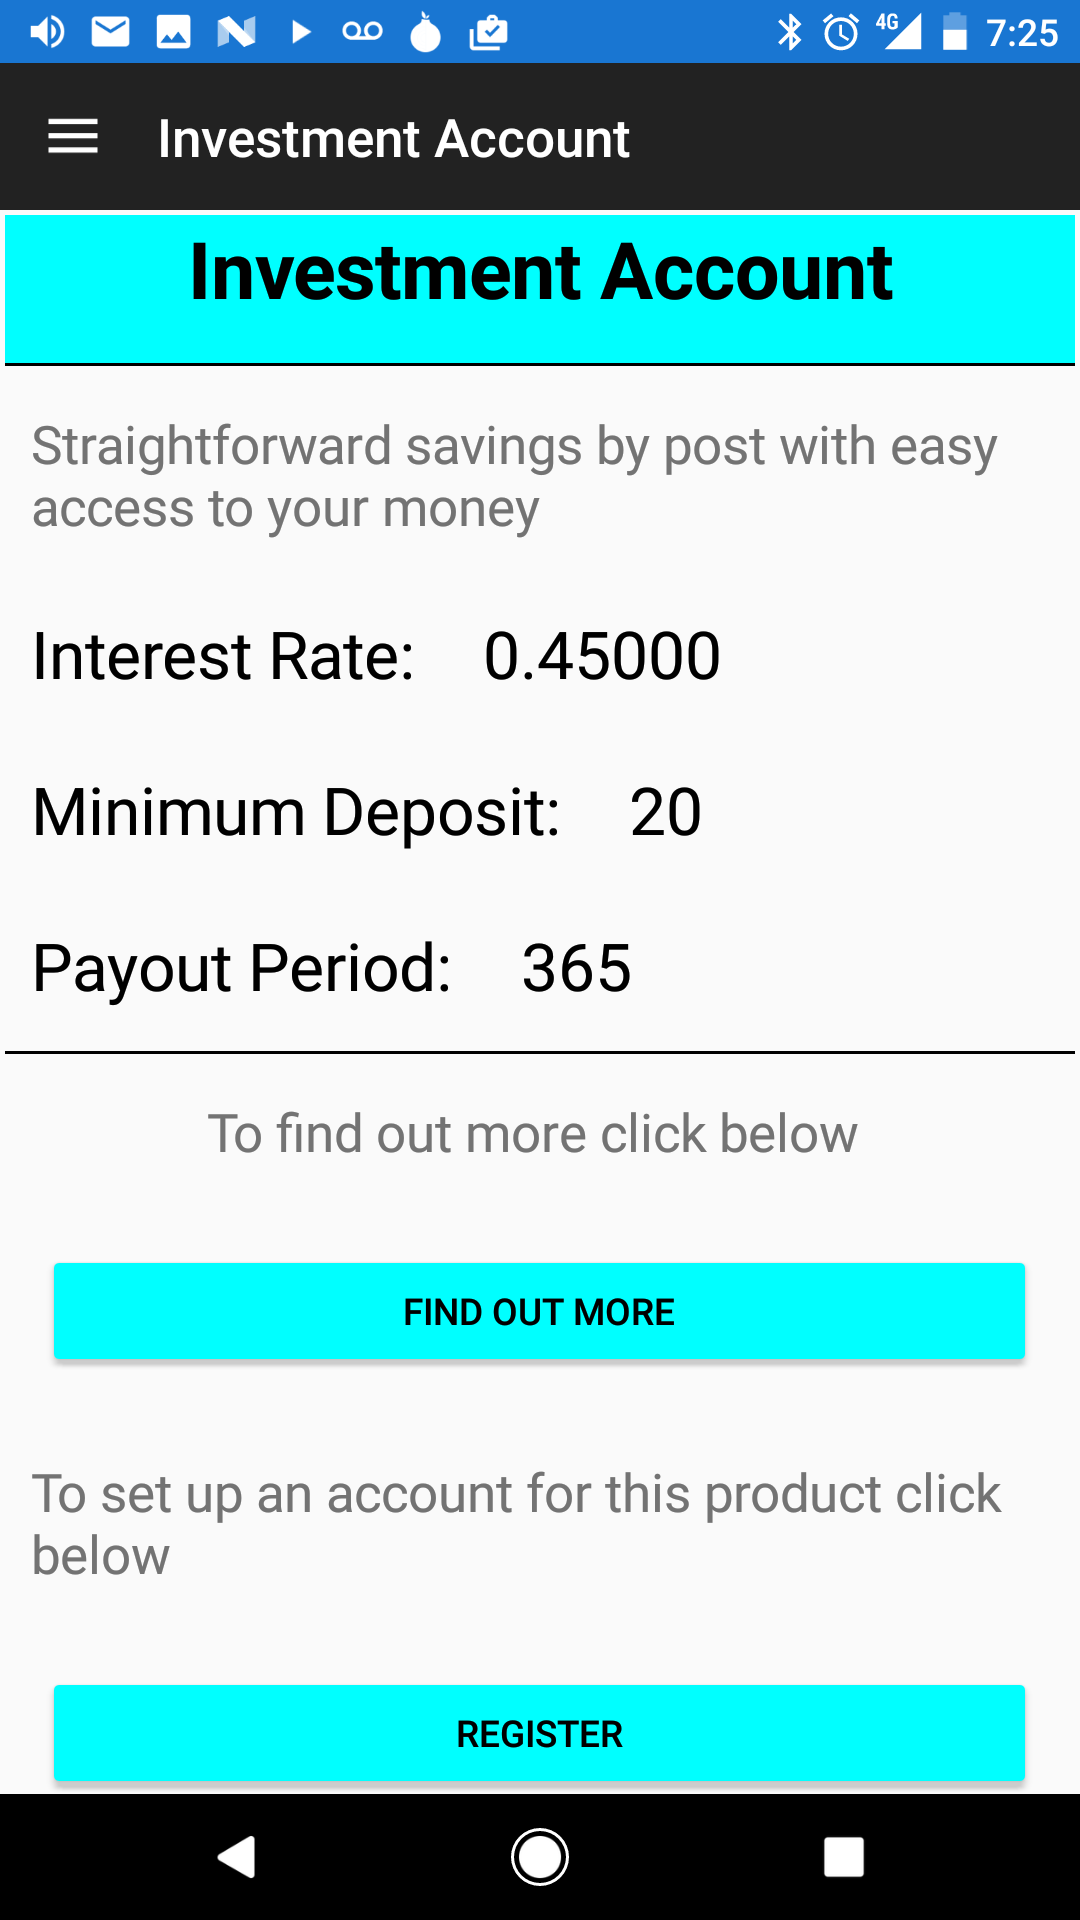 4G 7:25
Investment Account
Investment Account
Straightforward savings by post with easy
access to your money
Interest Rate: 0.45000
Minimum Deposit: 20
Payout Period: 365
To find out more click below
FIND OUT MORE
To set up an account for this product click
below
REGISTER